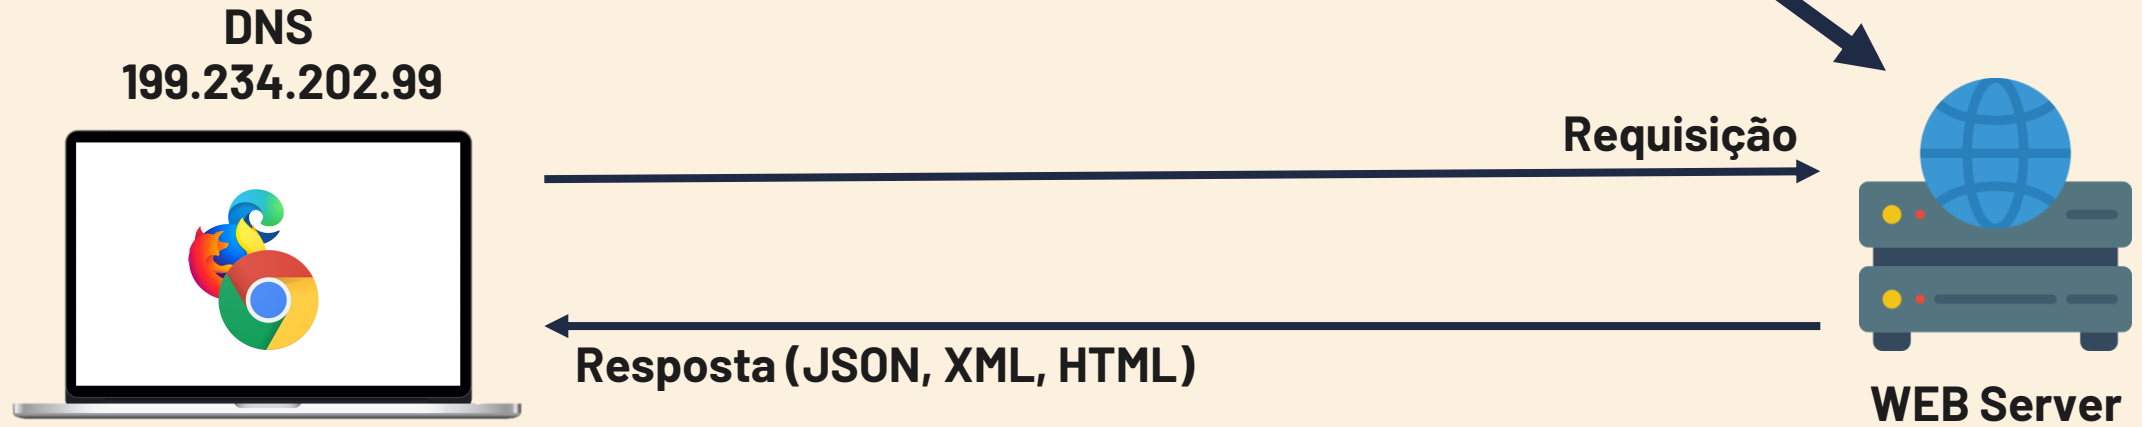 DNS
199.234.202.99
Requisição
Resposta (JSON, XML, HTML)
WEB Server